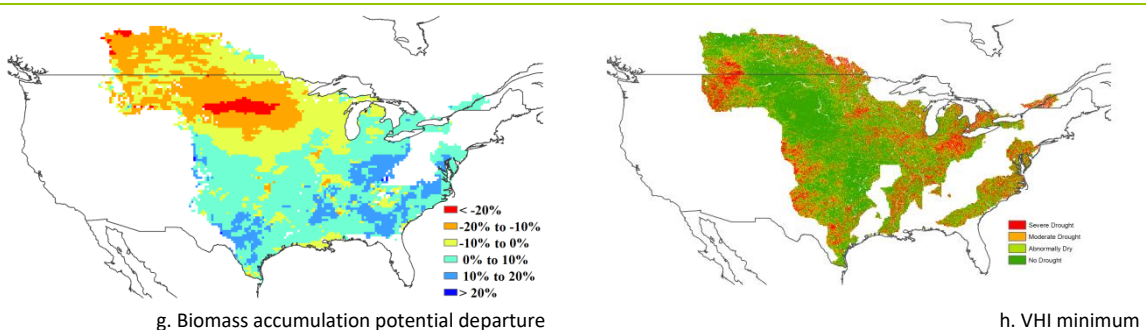 < -20%
-20% to -10%
-10% to 0%
0% to 10%
10% to 20%
> 20%
g. Biomass accumulation potential departure
Severe Drought
Moderate Drought
Abnormally Dry
No Drought
h. VHI minimum